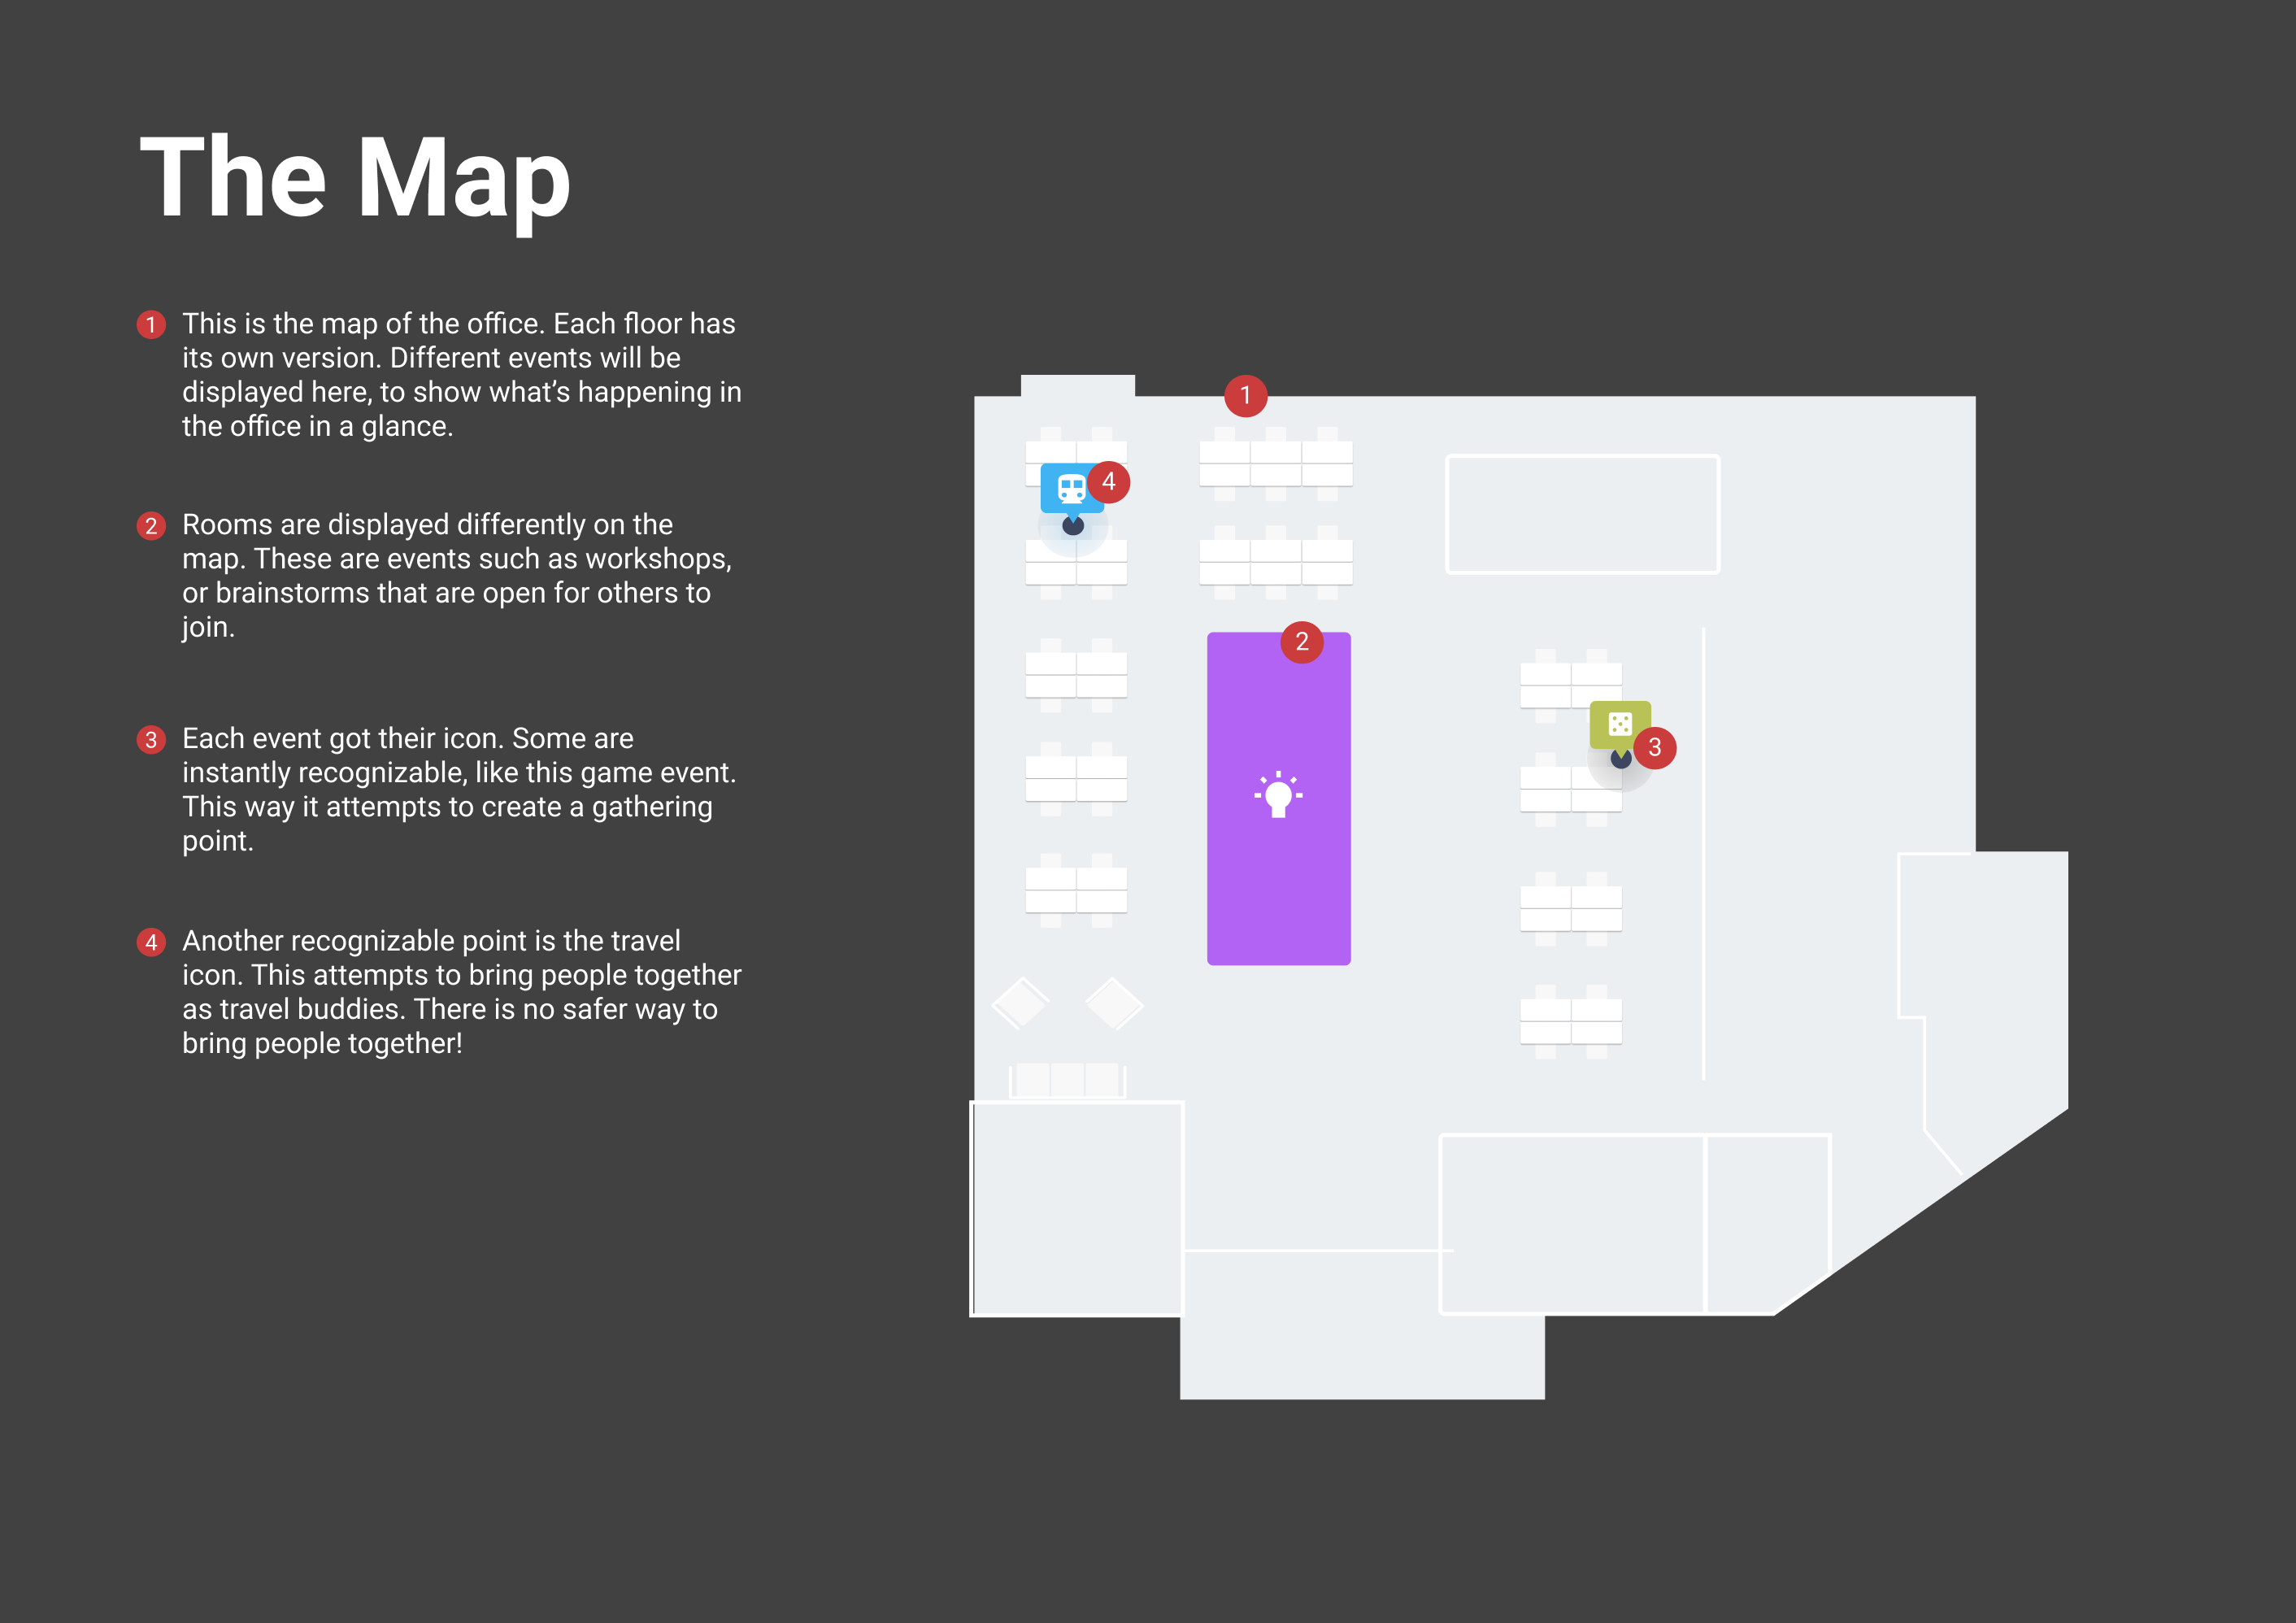 The Map
1 This is the map of the office. Each floor has
its own version. Different events will be
displayed here, to show what’s happening in
the office in a glance.
2 Rooms are displayed differently on the
map. These are events such as workshops,
or brainstorms that are open for others to
join.
3 Each event got their icon. Some are
instantly recognizable, like this game event.
This way it attempts to create a gathering
point.
4 Another recognizable point is the travel
icon. This attempts to bring people together
as travel buddies. There is no safer way to
bring people together!
1
4
2
3